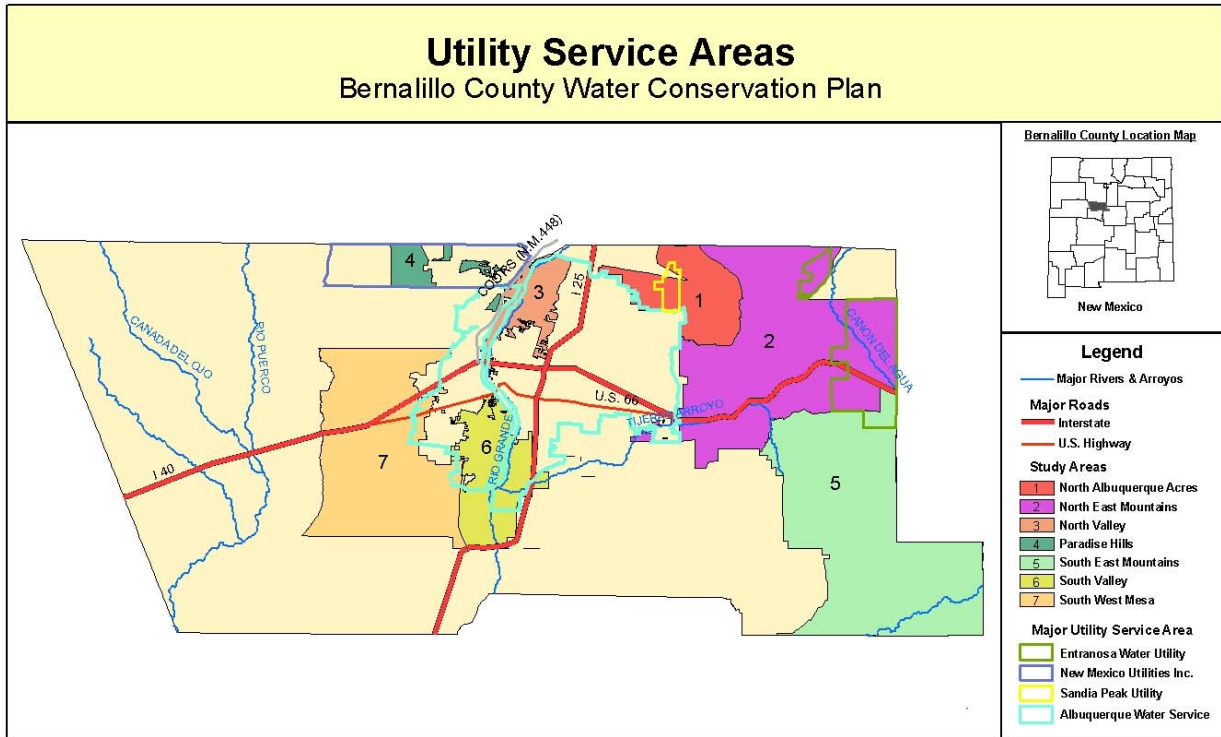 Utility Service Areas
Bernalillo County Water Conservation Plan
COORS (N.M.448)
4
3
I 25
1
2
CANON DEL AGUA
CANADA DEL OJO
RIO PUERCO
U.S. 66
TIJERAS ARROYO
I 40
7
6
RIO GRANDE
5
Bernalillo County Location Map
New Mexico
Legend
Major Rivers & Arroyos
Major Roads
Interstate
U.S. Highway
Study Areas
1 North Albuquerque Acres
2 North East Mountains
3 North Valley
4 Paradise Hills
5 South East Mountains
6 South Valley
7 South West Mesa
Major Utility Service Area
Entranosa Water Utility
New Mexico Utilities Inc.
Sandia Peak Utility
Albuquerque Water Service